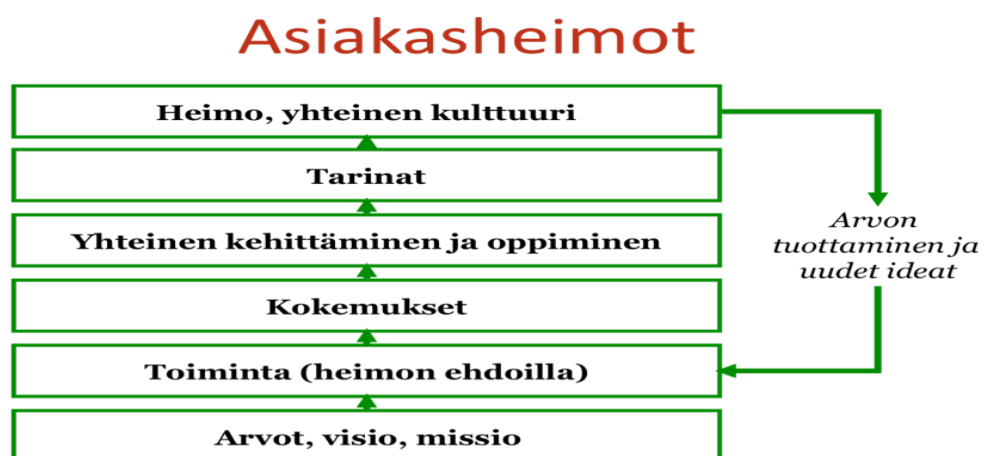 Asiakasheimot
Heimo, yhteinen kulttuuri
Tarinat
Yhteinen kehittäminen ja oppiminen
Kokemukset
Toiminta (heimon ehdoilla)
Arvot, visio, missio
Arvon
tuottaminen ja
uudet ideat